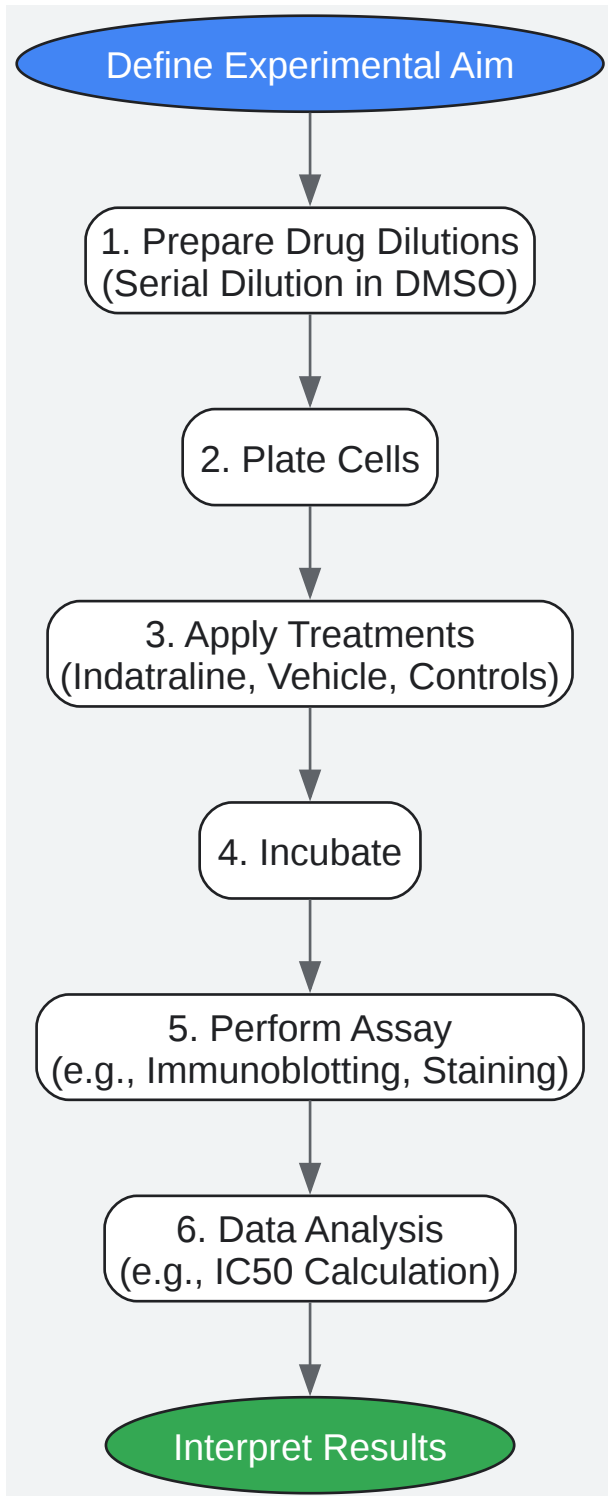 Define Experimental Aim
1. Prepare Drug Dilutions
(Serial Dilution in DMSO)
2. Plate Cells
3. Apply Treatments
(Indatraline, Vehicle, Controls)
4. Incubate
5. Perform Assay
(e.g., Immunoblotting, Staining)
6. Data Analysis
(e.g., IC50 Calculation)
Interpret Results